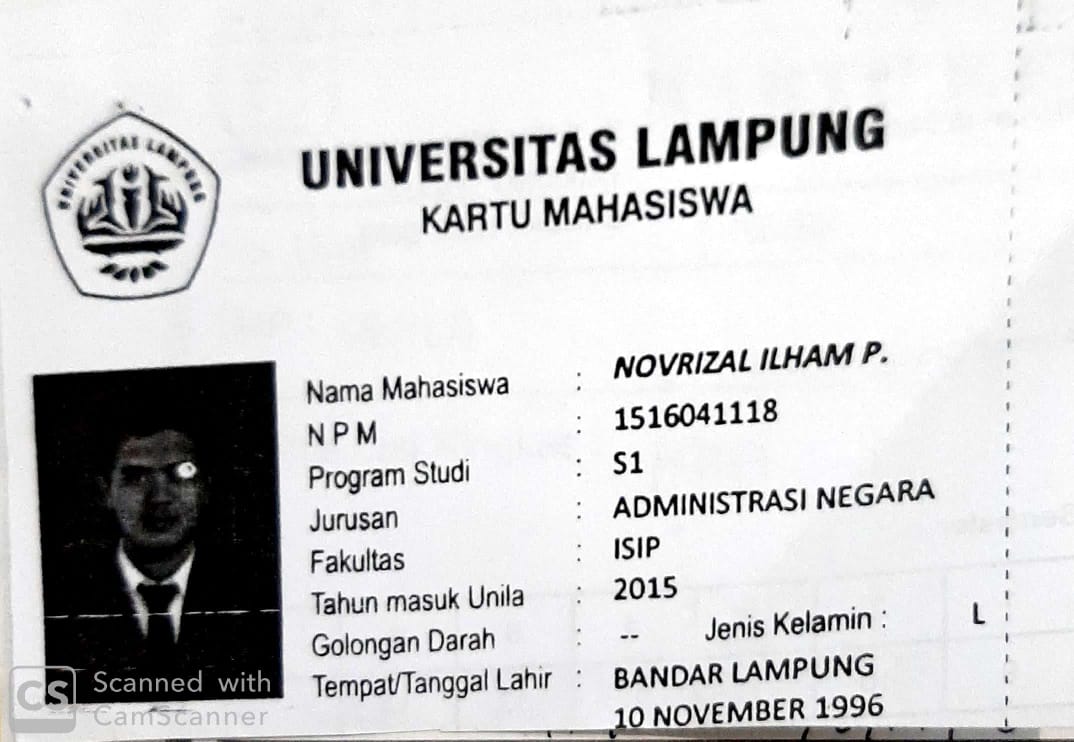 UNIVERSITAS LAMPUNG
UNIVERSITAS LAMPUNG
KARTU MAHASISWA
Nama Mahasiswa : NOVRIZAL ILHAM P.
N P M : 1516041118
Program Studi : S1
Jurusan : ADMINISTRASI NEGARA
Fakultas : ISIP
Tahun masuk Unila : 2015
Golongan Darah : -- Jenis Kelamin : L
Tempat/Tanggal Lahir : BANDAR LAMPUNG
10 NOVEMBER 1996
CS Scanned with
CamScanner